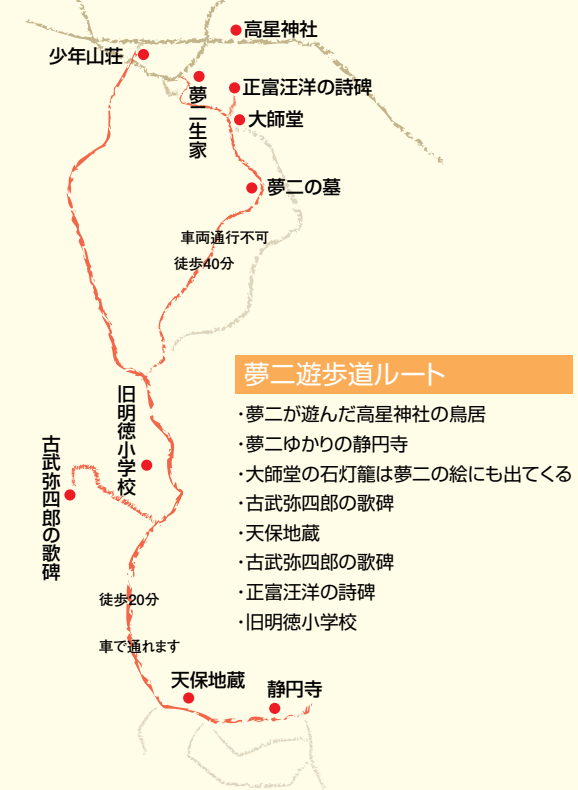 高星神社
少年山荘
夢二生家
正富汪洋の詩碑
大師堂
夢二の墓
車両通行不可
徒歩40分
夢二遊歩道ルート
・夢二が遊んだ高星神社の鳥居
・夢二ゆかりの静円寺
・大師堂の石灯籠は夢二の絵にも出てくる
・古武弥四郎の歌碑
・天保地蔵
・古武弥四郎の歌碑
・正富汪洋の詩碑
・旧明徳小学校
旧明徳小学校
古武弥四郎の歌碑
徒歩20分
車で通れます
天保地蔵
静円寺